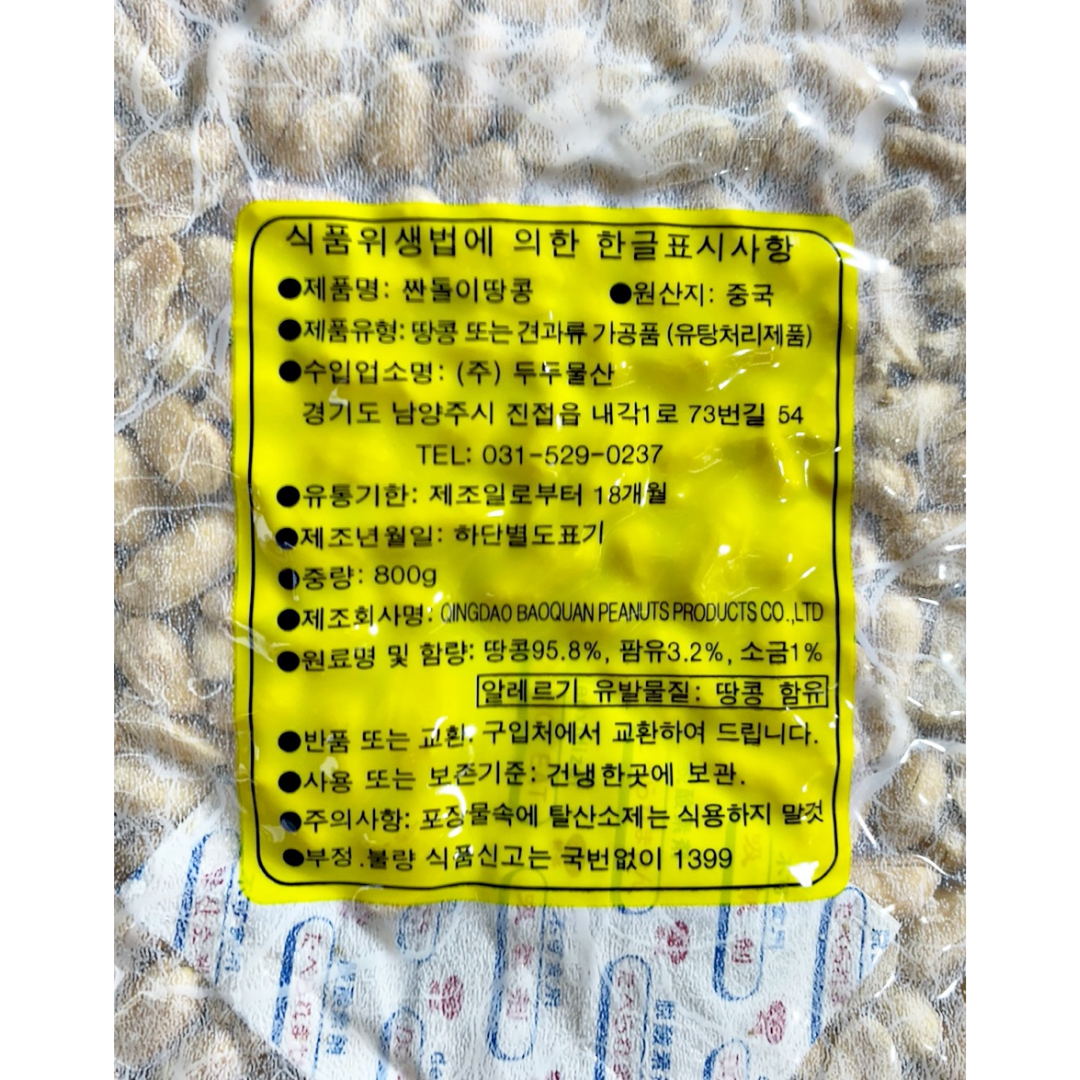 식품위생법에 의한 한글표시사항
●제품명: 짠돌이땅콩 ●원산지: 중국
●제품유형: 땅콩 또는 견과류 가공품 (유탕처리제품)
●수입업소명: (주) 두두물산
경기도 남양주시 진접읍 내각1로 73번길 54
TEL: 031-529-0237
●유통기한: 제조일로부터 18개월
●제조년월일: 하단별도표기
●중량: 800g
●제조회사명: QINGDAO BAOQUAN PEANUTS PRODUCTS CO.,LTD
●원료명 및 함량: 땅콩95.8%, 팜유3.2%, 소금1%
알레르기 유발물질: 땅콩 함유
●반품 또는 교환: 구입처에서 교환하여 드립니다.
●사용 또는 보존기준: 건냉한곳에 보관.
●주의사항: 포장물속에 탈산소제는 식용하지 말것
●부정.불량 식품신고는 국번없이 1399